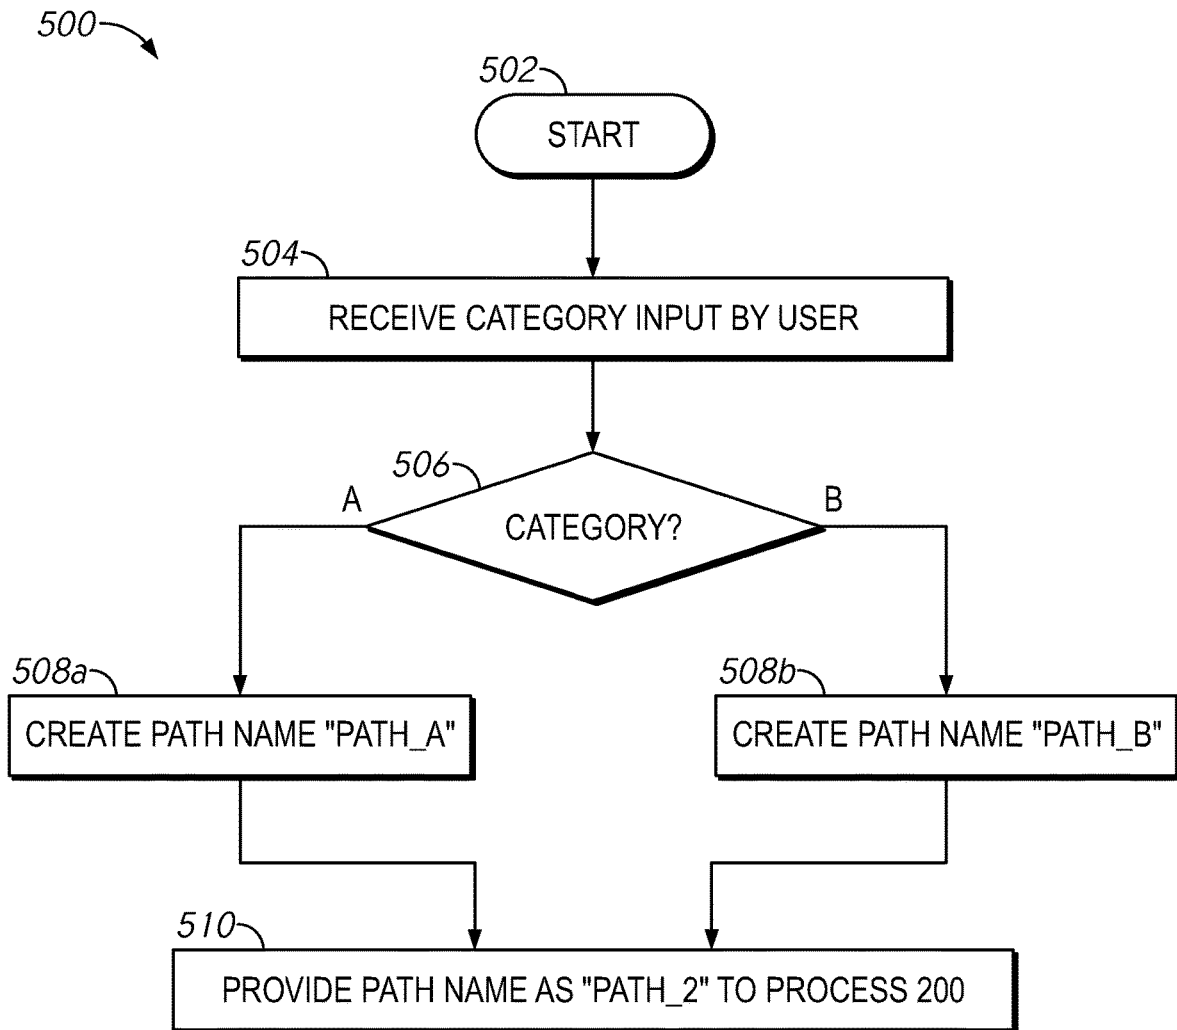 500
502
START
504
RECEIVE CATEGORY INPUT BY USER
506
A
B
CATEGORY?
508a
508b
CREATE PATH NAME "PATH_A"
CREATE PATH NAME "PATH_B"
510
PROVIDE PATH NAME AS "PATH_2" TO PROCESS 200